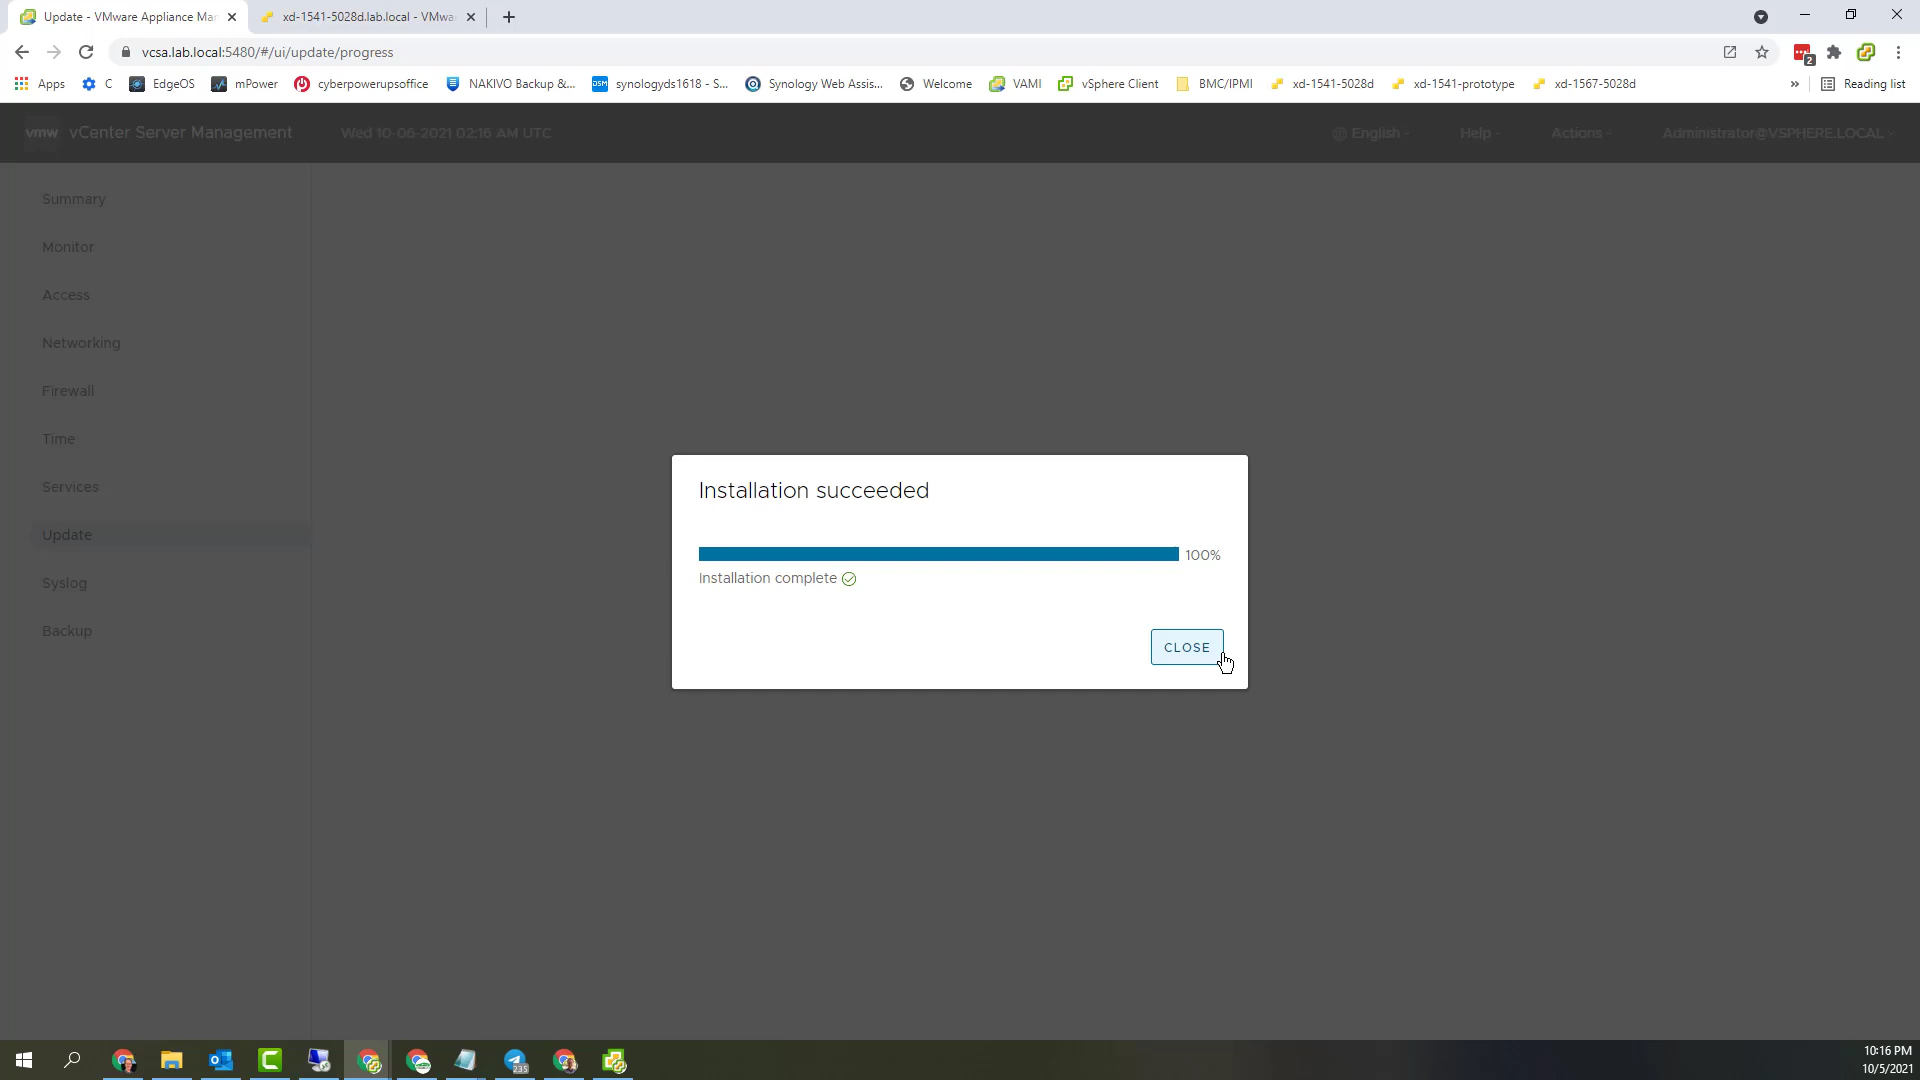 Update - VMware Appliance Man
xd-1541-5028d.lab.local - VMwa
vcsa.lab.local:5480/#/ui/update/progress
2
Apps
C
EdgeOS
mPower
cyberpowerupsoffice
NAKIVO Backup &...
DSM
synologyds1618 - S...
Synology Web Assis...
Welcome
VAMI
vSphere Client
BMC/IPMI
xd-1541-5028d
xd-1541-prototype
xd-1567-5028d
»
Reading list
vmw
vCenter Server Management
Wed 10-06-2021 02:16 AM UTC
English
Help
Actions
Administrator@VSPHERE.LOCAL
Summary
Monitor
Access
Networking
Firewall
Time
Services
Update
Syslog
Backup
Installation succeeded
100%
Installation complete
CLOSE
235
10:16 PM
10/5/2021